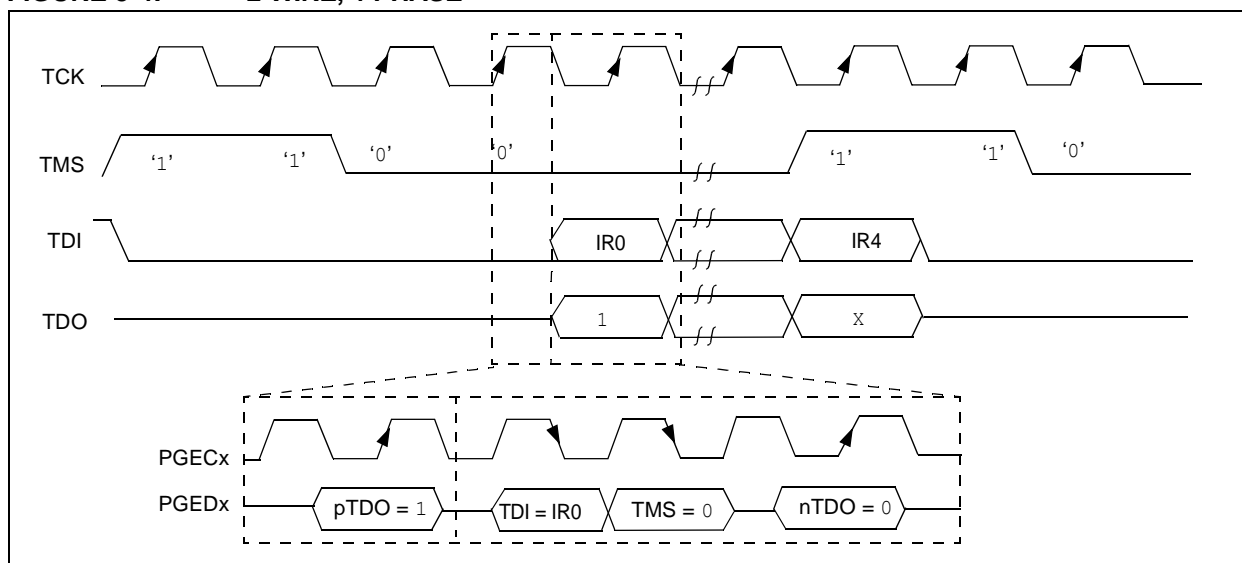 TCK
TMS ‘1’ ‘1’ ‘0’ ‘0’ ‘1’ ‘1’ ‘0’
TDI IR0 IR4
TDO 1 X
PGECx
PGEDx pTDO = 1 TDI = IR0 TMS = 0 nTDO = 0